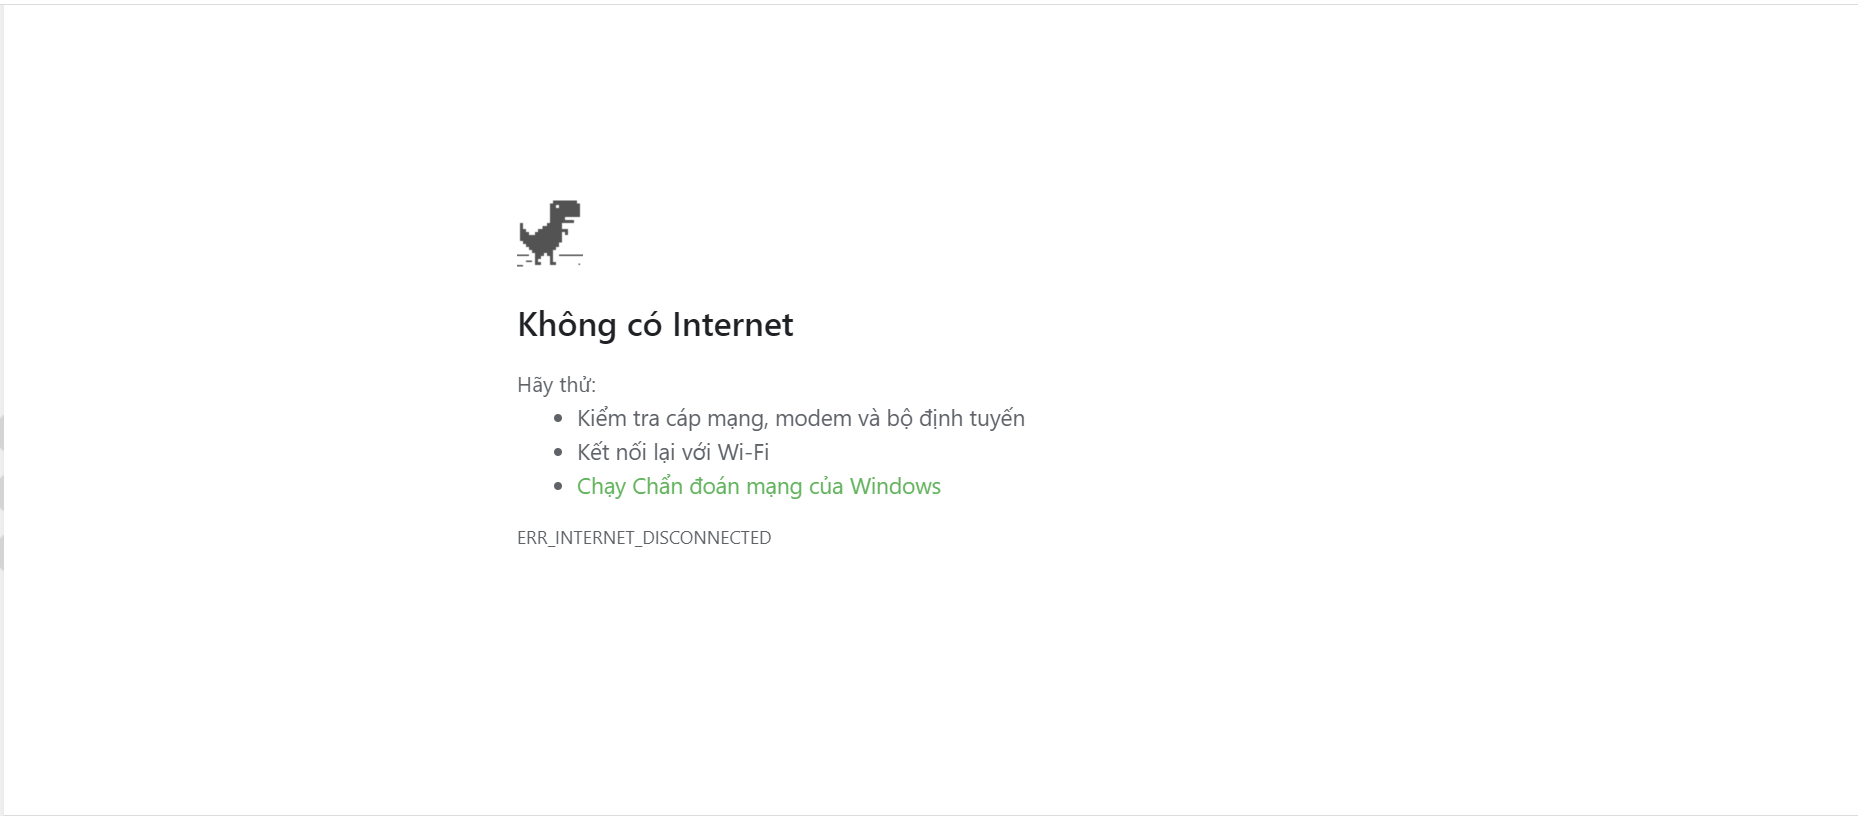 Không có Internet
Hãy thử:
Kiểm tra cáp mạng, modem và bộ định tuyến
Kết nối lại với Wi-Fi
Chạy Chẩn đoán mạng của Windows
ERR_INTERNET_DISCONNECTED